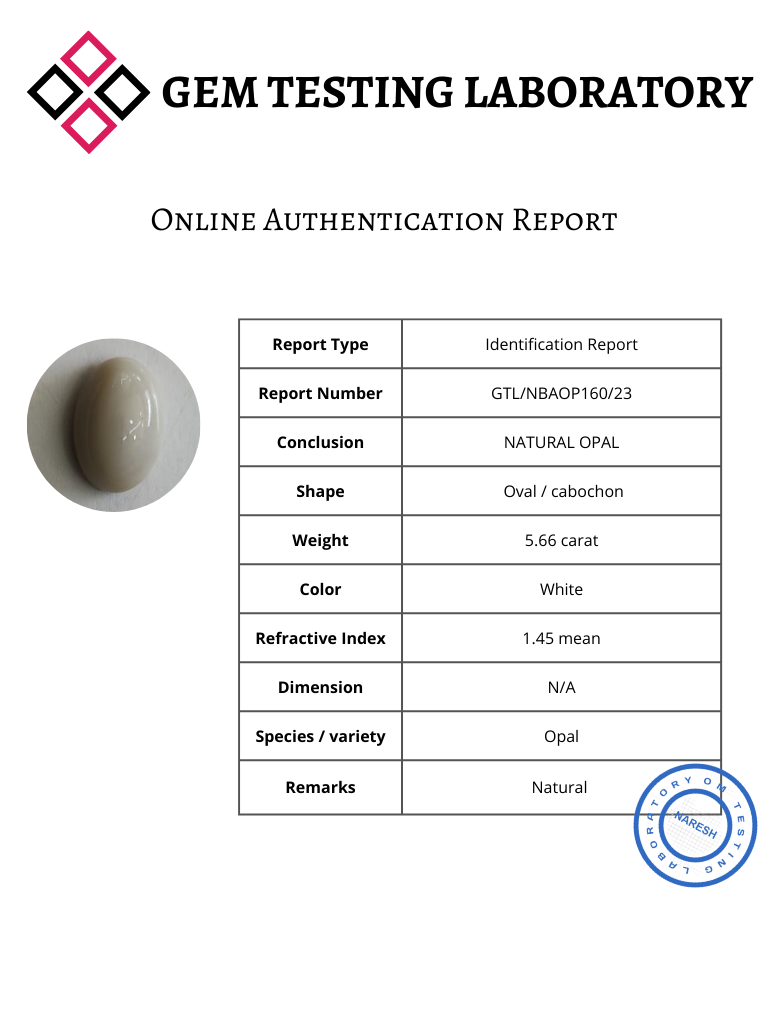 GEM TESTING LABORATORY
Online Authentication Report
Report Type Identification Report
Report Number GTL/NBAOP160/23
Conclusion NATURAL OPAL
Shape Oval / cabochon
Weight 5.66 carat
Color White
Refractive Index 1.45 mean
Dimension N/A
Species / variety Opal
Remarks Natural
OM TESTING LABORATORY
NARESH